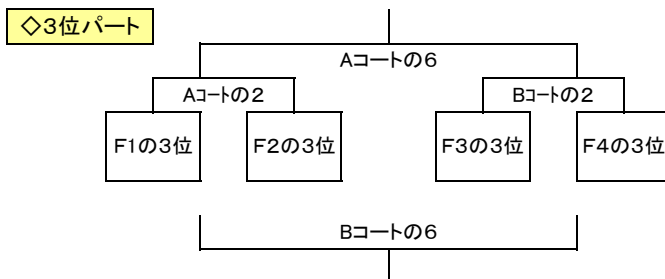 ◇3位パート
Aコートの6
Aコートの2
Bコートの2
F1の3位
F2の3位
F3の3位
F4の3位
Bコートの6